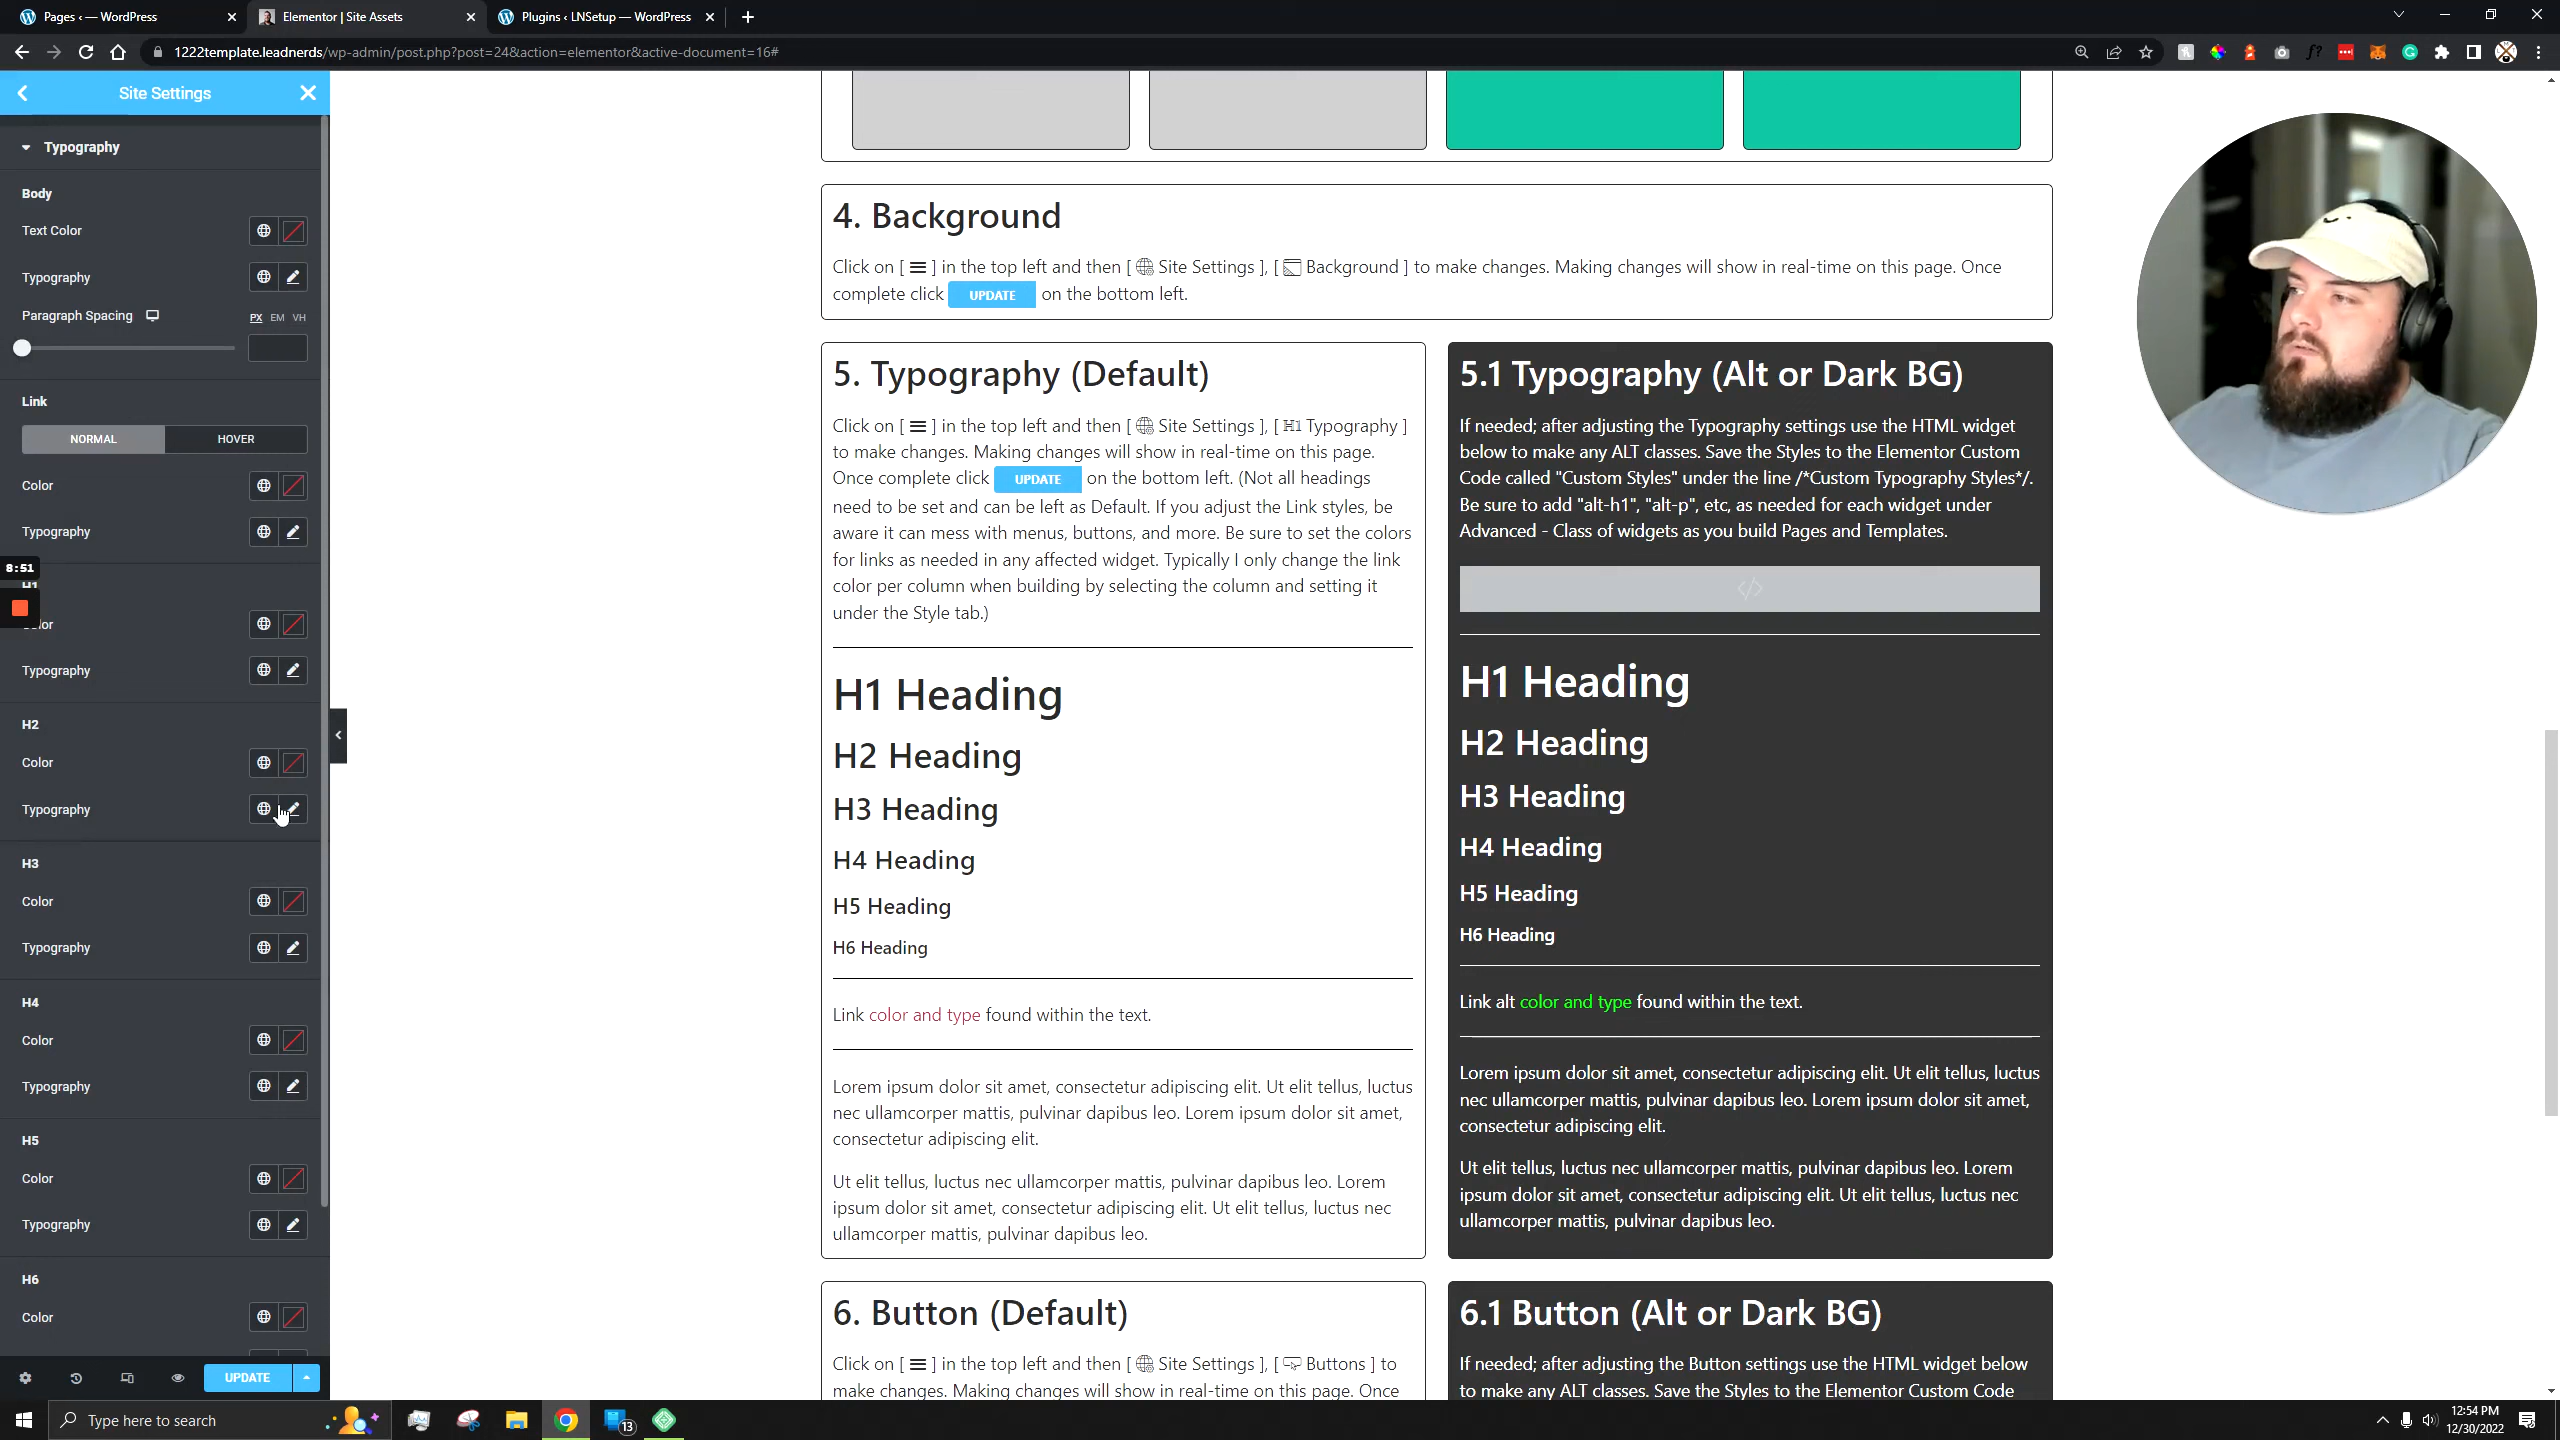 Pages ‹ — WordPress
Elementor | Site Assets
Plugins ‹ LNSetup — WordPress
1222template.leadnerds/wp-admin/post.php?post=24&action=elementor&active-document=16#
Site Settings
Typography
Body
Text Color
Typography
Paragraph Spacing
PX EM VH
Link
NORMAL
HOVER
Color
Typography
8:51
H1
Color
Typography
H2
Color
Typography
H3
Color
Typography
H4
Color
Typography
H5
Color
Typography
H6
Color
UPDATE
4. Background
Click on [ ] in the top left and then [ Site Settings ], [ Background ] to make changes. Making changes will show in real-time on this page. Once
complete click UPDATE on the bottom left.
5. Typography (Default)
Click on [ ] in the top left and then [ Site Settings ], [ H1 Typography ]
to make changes. Making changes will show in real-time on this page.
Once complete click UPDATE on the bottom left. (Not all headings
need to be set and can be left as Default. If you adjust the Link styles, be
aware it can mess with menus, buttons, and more. Be sure to set the colors
for links as needed in any affected widget. Typically I only change the link
color per column when building by selecting the column and setting it
under the Style tab.)
H1 Heading
H2 Heading
H3 Heading
H4 Heading
H5 Heading
H6 Heading
Link color and type found within the text.
Lorem ipsum dolor sit amet, consectetur adipiscing elit. Ut elit tellus, luctus
nec ullamcorper mattis, pulvinar dapibus leo. Lorem ipsum dolor sit amet,
consectetur adipiscing elit.
Ut elit tellus, luctus nec ullamcorper mattis, pulvinar dapibus leo. Lorem
ipsum dolor sit amet, consectetur adipiscing elit. Ut elit tellus, luctus nec
ullamcorper mattis, pulvinar dapibus leo.
5.1 Typography (Alt or Dark BG)
If needed; after adjusting the Typography settings use the HTML widget
below to make any ALT classes. Save the Styles to the Elementor Custom
Code called "Custom Styles" under the line /*Custom Typography Styles*/.
Be sure to add "alt-h1", "alt-p", etc, as needed for each widget under
Advanced - Class of widgets as you build Pages and Templates.
H1 Heading
H2 Heading
H3 Heading
H4 Heading
H5 Heading
H6 Heading
Link alt color and type found within the text.
Lorem ipsum dolor sit amet, consectetur adipiscing elit. Ut elit tellus, luctus
nec ullamcorper mattis, pulvinar dapibus leo. Lorem ipsum dolor sit amet,
consectetur adipiscing elit.
Ut elit tellus, luctus nec ullamcorper mattis, pulvinar dapibus leo. Lorem
ipsum dolor sit amet, consectetur adipiscing elit. Ut elit tellus, luctus nec
ullamcorper mattis, pulvinar dapibus leo.
6. Button (Default)
Click on [ ] in the top left and then [ Site Settings ], [ Buttons ] to
make changes. Making changes will show in real-time on this page. Once
6.1 Button (Alt or Dark BG)
If needed; after adjusting the Button settings use the HTML widget below
to make any ALT classes. Save the Styles to the Elementor Custom Code
Type here to search
13
12:54 PM
12/30/2022